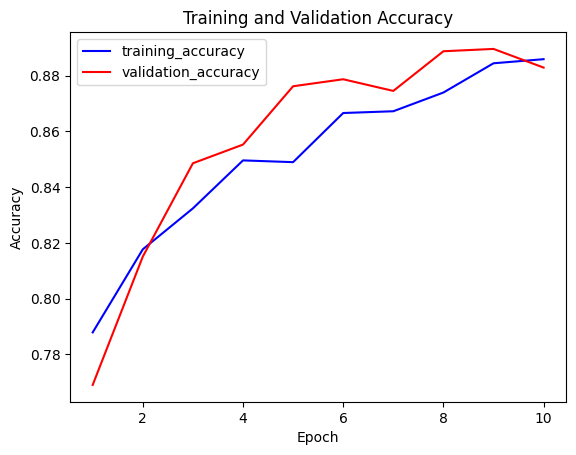 Training and Validation Accuracy
training_accuracy
validation_accuracy
0.88
0.86
0.84
0.82
0.80
0.78
Accuracy
2 4 6 8 10
Epoch